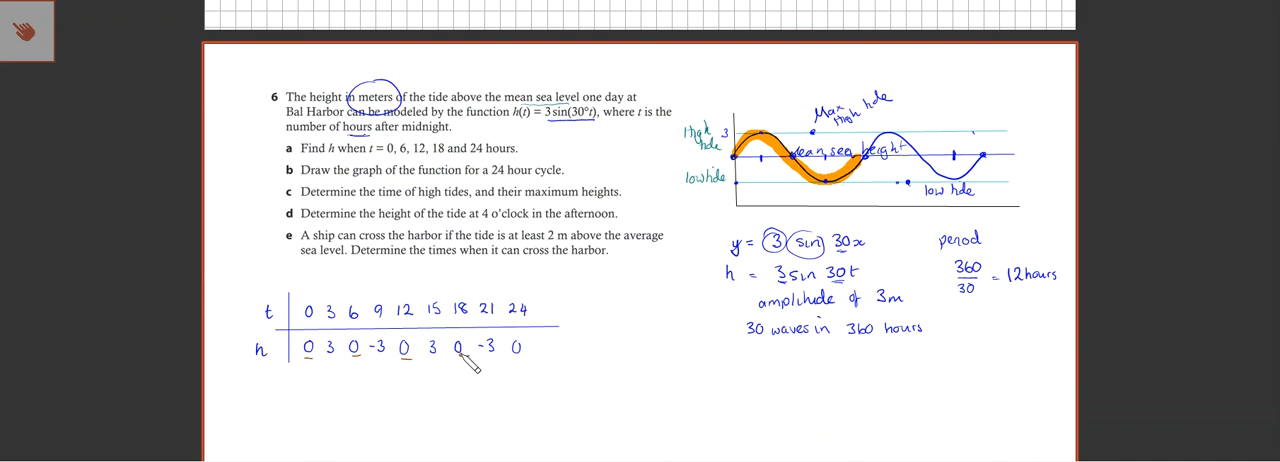 6 The height in meters of the tide above the mean sea level one day at
Bal Harbor can be modeled by the function h(t) = 3 sin(30°t), where t is the
number of hours after midnight.
a Find h when t = 0, 6, 12, 18 and 24 hours.
b Draw the graph of the function for a 24 hour cycle.
c Determine the time of high tides, and their maximum heights.
d Determine the height of the tide at 4 o'clock in the afternoon.
e A ship can cross the harbor if the tide is at least 2 m above the average
sea level. Determine the times when it can cross the harbor.
t 0 3 6 9 12 15 18 21 24
h 0 3 0 -3 0 3 0 -3 0
Max
High tide
High
tide
3
mean sea height
low tide
low tide
y = 3 sin 30x
h = 3 sin 30t
amplitude of 3m
30 waves in 360 hours
period
360
30
= 12 hours